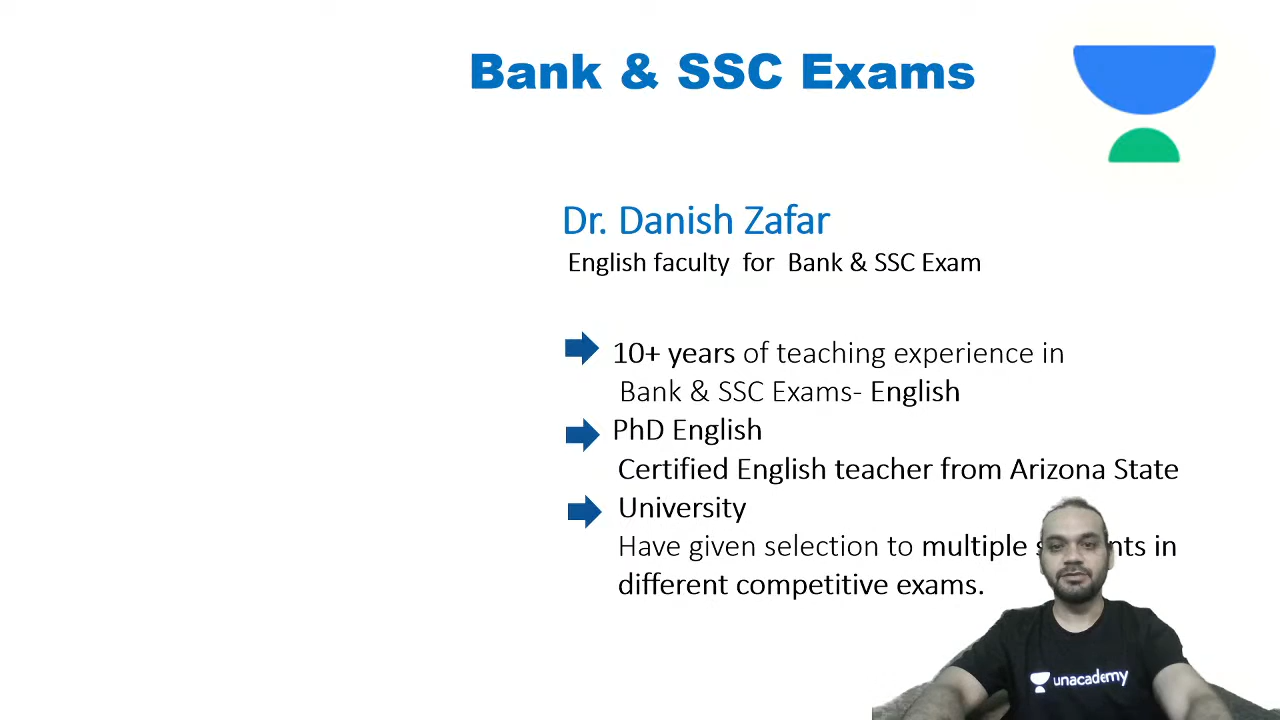 Bank & SSC Exams
Dr. Danish Zafar
English faculty for Bank & SSC Exam
10+ years of teaching experience in
Bank & SSC Exams- English
PhD English
Certified English teacher from Arizona State
University
Have given selection to multiple in
different competitive exams.
unacademy